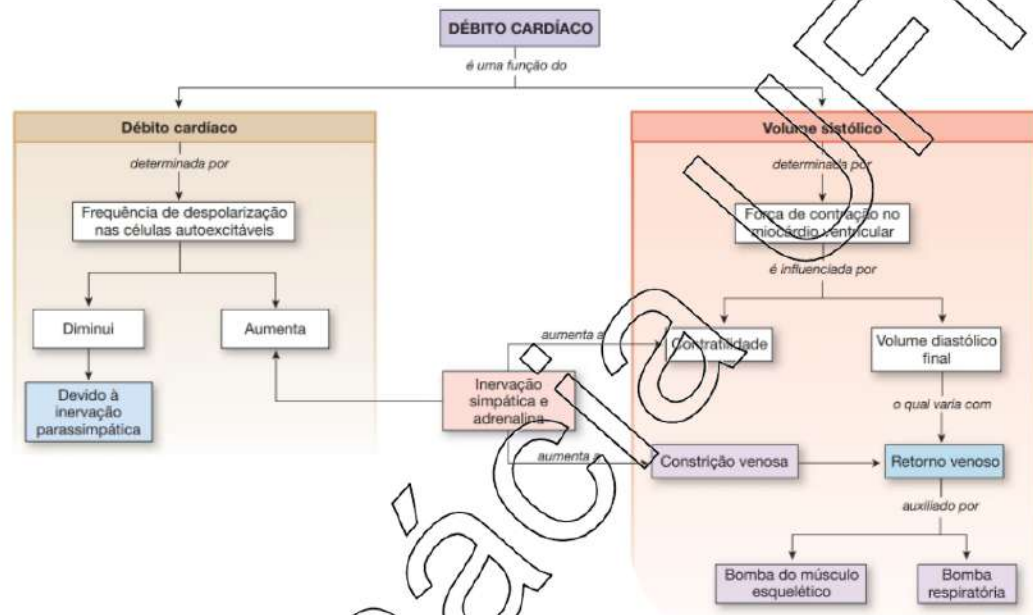 DÉBITO CARDÍACO
é uma função do
Débito cardíaco
determinada por
Frequência de despolarização
nas células autoexcitáveis
Diminui
Aumenta
Devido à
inervação
parassimpática
Inervação
simpática e
adrenalina
aumenta a
aumenta a
Volume sistólico
determinada por
Força de contração no
miocárdio ventricular
é influenciada por
Contratilidade
Volume diastólico
final
o qual varia com
Constrição venosa
Retorno venoso
auxiliado por
Bomba do músculo
esquelético
Bomba
respiratória